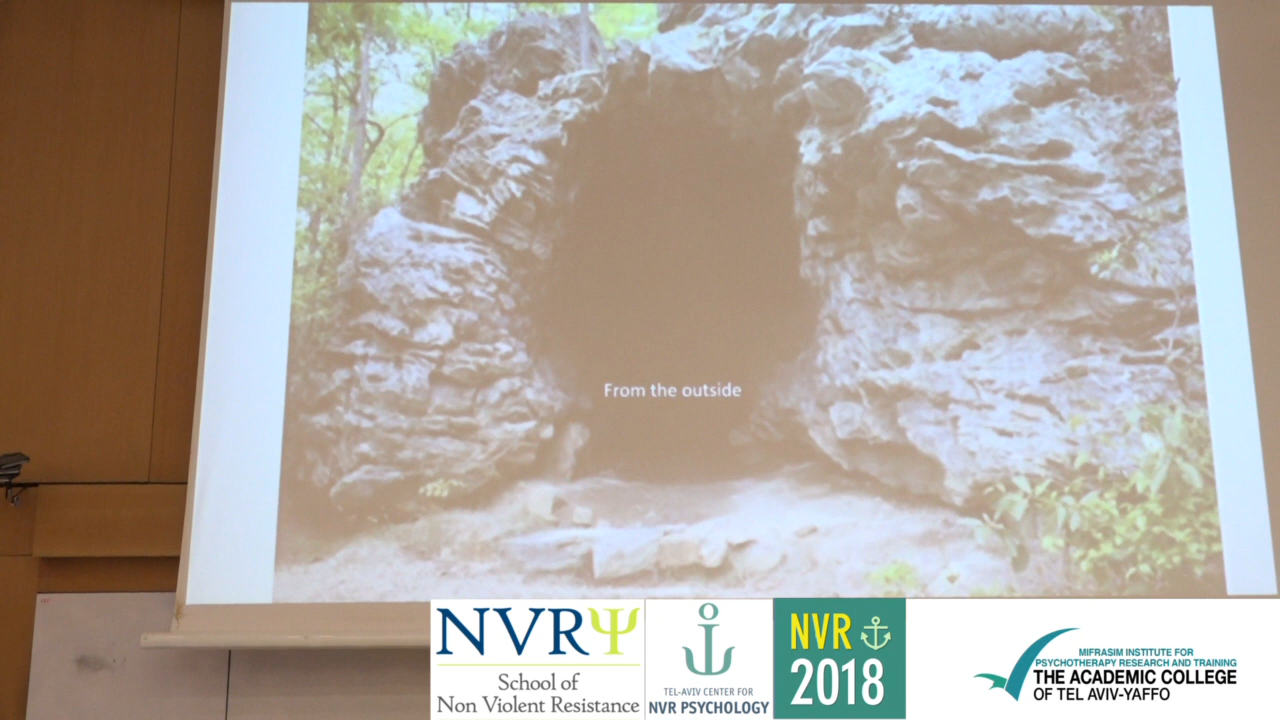 From the outside
NVRΨ
School of
Non Violent Resistance
TEL-AVIV CENTER FOR
NVR PSYCHOLOGY
NVR
2018
MIFRASIM INSTITUTE FOR
PSYCHOTHERAPY RESEARCH AND TRAINING
THE ACADEMIC COLLEGE
OF TEL AVIV-YAFFO